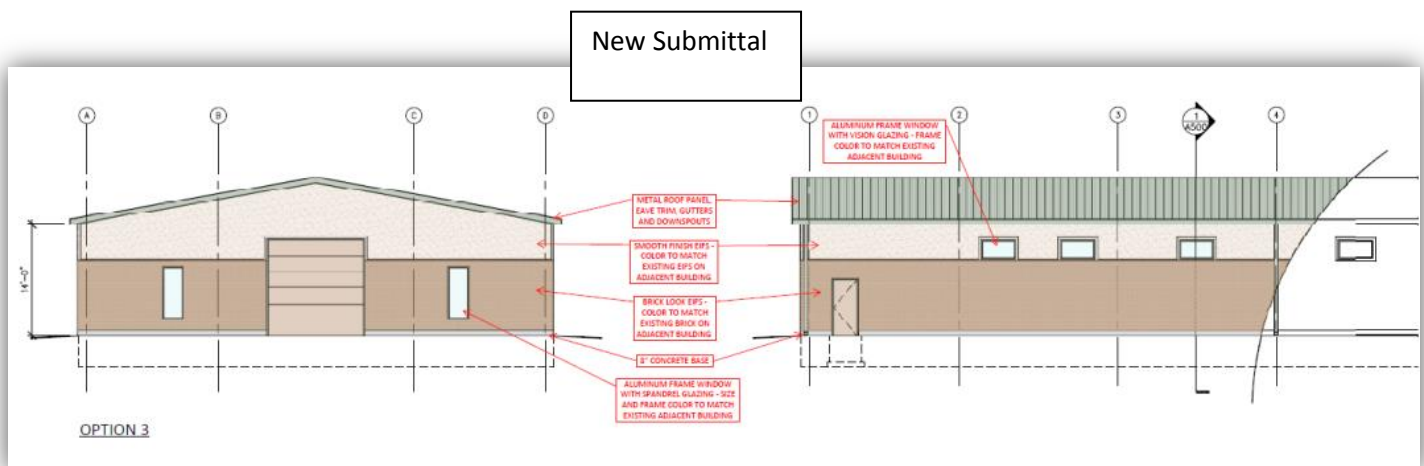 New Submittal
A
B
C
D
1
2
3
1
A500
4
ALUMINUM FRAME WINDOW
WITH VISION GLAZING - FRAME
COLOR TO MATCH EXISTING
ADJACENT BUILDING
METAL ROOF PANEL,
EAVE TRIM, GUTTERS
AND DOWNSPOUTS
SMOOTH FINISH EIFS -
COLOR TO MATCH
EXISTING EIFS ON
ADJACENT BUILDING
14'-0"
BRICK LOOK EIFS -
COLOR TO MATCH
EXISTING BRICK ON
ADJACENT BUILDING
8" CONCRETE BASE
ALUMINUM FRAME WINDOW
WITH SPANDREL GLAZING - SIZE
AND FRAME COLOR TO MATCH
EXISTING ADJACENT BUILDING
OPTION 3